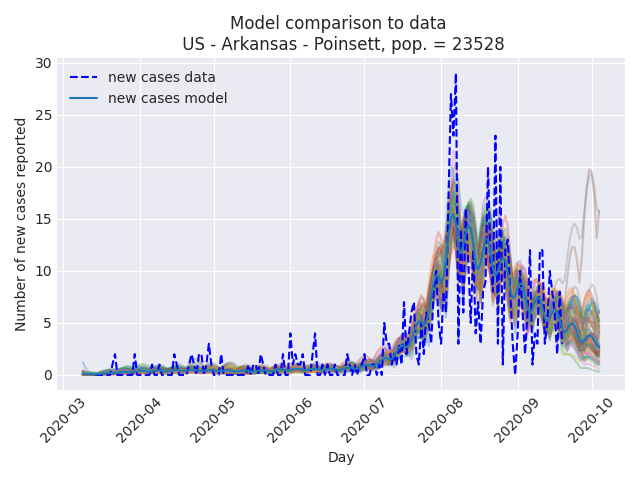 Model comparison to data
US - Arkansas - Poinsett, pop. = 23528
new cases data
new cases model
Number of new cases reported
30
25
20
15
10
5
0
2020-03
2020-04
2020-05
2020-06
2020-07
2020-08
2020-09
2020-10
Day